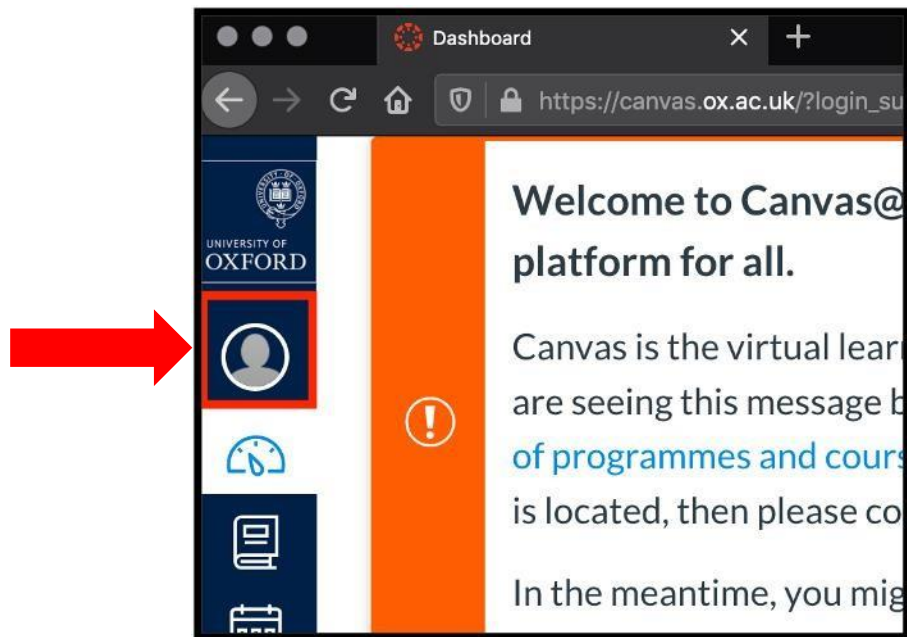 Dashboard
https://canvas.ox.ac.uk/?login_su
UNIVERSITY OF
OXFORD
Welcome to Canvas@
platform for all.
Canvas is the virtual lear
are seeing this message b
of programmes and cours
is located, then please co
In the meantime, you mig